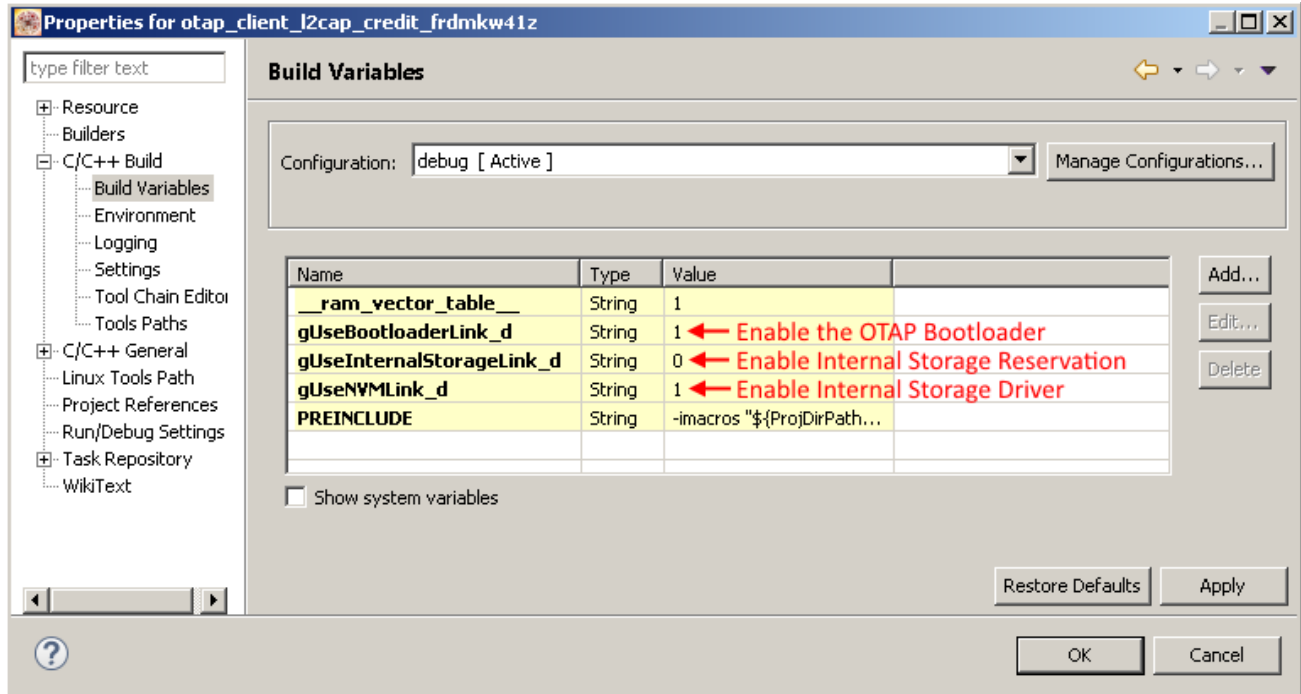 Properties for otap_client_l2cap_credit_frdmkw41z
type filter text
Build Variables
Resource
Builders
C/C++ Build
Build Variables
Environment
Logging
Settings
Tool Chain Editor
Tools Paths
C/C++ General
Linux Tools Path
Project References
Run/Debug Settings
Task Repository
WikiText
Configuration:
debug [ Active ]
Manage Configurations...
Name Type Value
__ram_vector_table__ String 1
gUseBootloaderLink_d String 1 Enable the OTAP Bootloader
gUseInternalStorageLink_d String 0 Enable Internal Storage Reservation
gUseNVMLink_d String 1 Enable Internal Storage Driver
PREINCLUDE String -imacros "${ProjDirPath...
Add...
Edit...
Delete
Show system variables
Restore Defaults
Apply
OK
Cancel